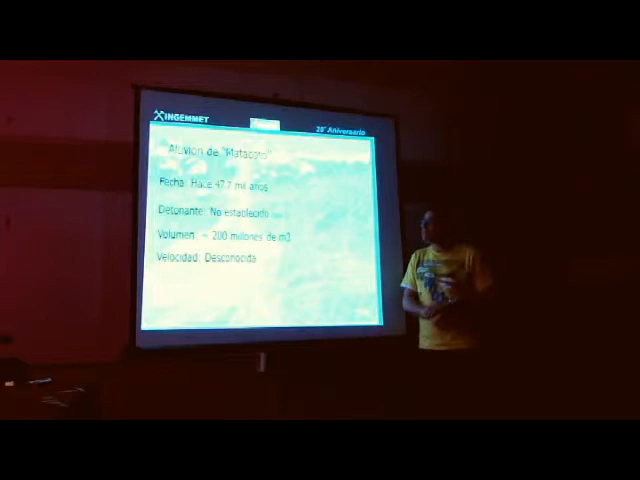 INGEMMET
28° Aniversario
Aluvión de "Matacoto"
Fecha: Hace 47.7 mil años
Detonante: No establecido
Volumen: ~ 200 millones de m3
Velocidad: Desconocida